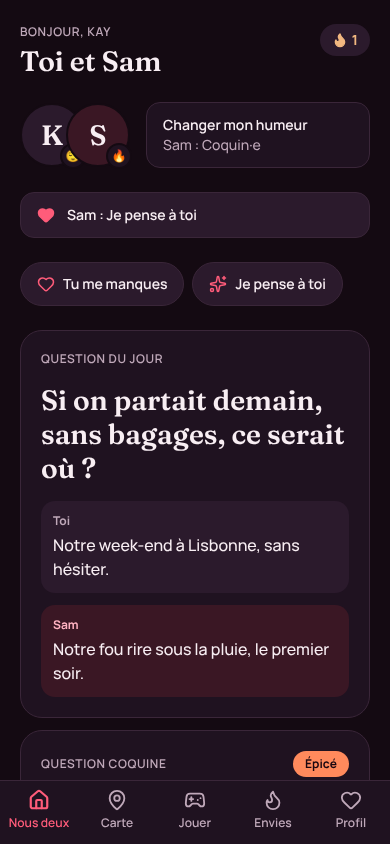 BONJOUR, KAY
Toi et Sam
1
K
S
Changer mon humeur
Sam : Coquin·e
Sam : Je pense à toi
Tu me manques
Je pense à toi
QUESTION DU JOUR
Si on partait demain,
sans bagages, ce serait
où ?
Toi
Notre week-end à Lisbonne, sans
hésiter.
Sam
Notre fou rire sous la pluie, le premier
soir.
QUESTION COQUINE
Épicé
Nous deux
Carte
Jouer
Envies
Profil